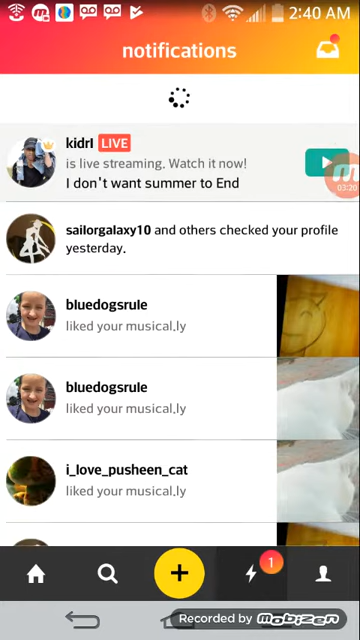 2:40 AM
notifications
kidrl LIVE
is live streaming. Watch it now!
I don't want summer to End
03:20
sailorgalaxy10 and others checked your profile
yesterday.
bluedogsrule
liked your musical.ly
bluedogsrule
liked your musical.ly
i_love_pusheen_cat
liked your musical.ly
1
Recorded by mobizen